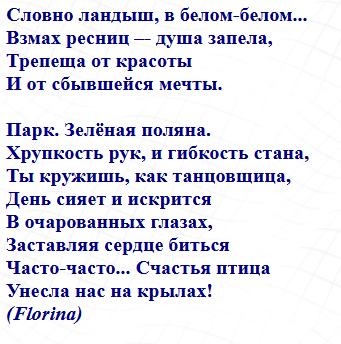 Словно ландыш, в белом-белом...
Взмах ресниц –- душа запела,
Трепеща от красоты
И от сбывшейся мечты.

Парк. Зелёная поляна.
Хрупкость рук, и гибкость стана,
Ты кружишь, как танцовщица,
День сияет и искрится
В очарованных глазах,
Заставляя сердце биться
Часто-часто... Счастья птица
Унесла нас на крылах!
(Florina)